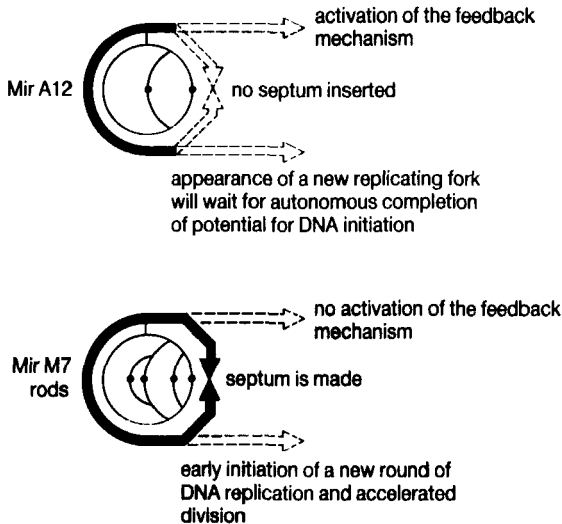 activation of the feedback
mechanism
Mir A12
no septum inserted
appearance of a new replicating fork
will wait for autonomous completion
of potential for DNA initiation
no activation of the feedback
mechanism
Mir M7
rods
septum is made
early initiation of a new round of
DNA replication and accelerated
division